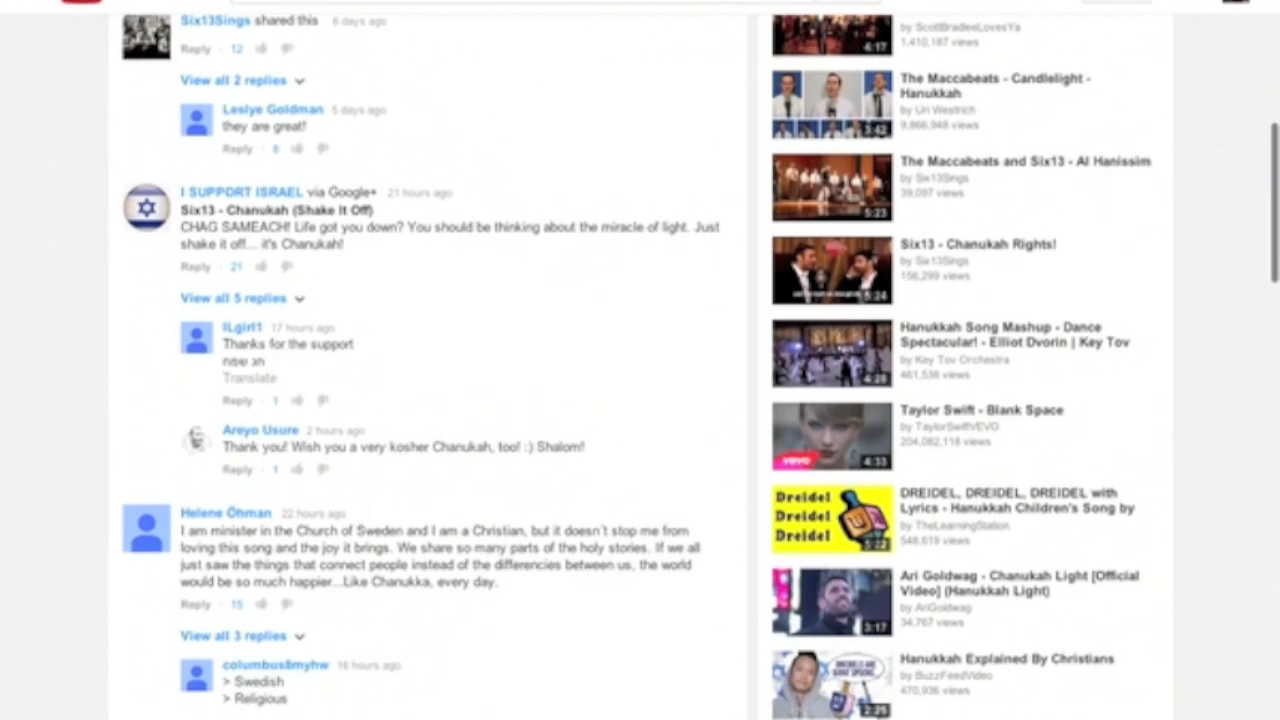 Six13Sings shared this 6 days ago
Reply · 12
View all 2 replies
Leslye Goldman 5 days ago
they are great!
Reply · 6
I SUPPORT ISRAEL via Google+ 21 hours ago
Six13 - Chanukah (Shake It Off)
CHAG SAMEACH! Life got you down? You should be thinking about the miracle of light. Just
shake it off... it's Chanukah!
Reply · 21
View all 5 replies
ILgirl1 17 hours ago
Thanks for the support
חג שמח
Translate
Reply · 1
Areyo Usure 2 hours ago
Thank you! Wish you a very kosher Chanukah, too! :) Shalom!
Reply · 1
Helene Öhman 22 hours ago
I am minister in the Church of Sweden and I am a Christian, but it doesn't stop me from
loving this song and the joy it brings. We share so many parts of the holy stories. If we all
just saw the things that connect people instead of the differencies between us, the world
would be so much happier...Like Chanukka, every day.
Reply · 15
View all 3 replies
columbus8myhw 16 hours ago
> Swedish
> Religious
by ScottBradleeLovesYa
1,410,187 views
4:17
The Maccabeats - Candlelight -
Hanukkah
by Uri Westrich
9,866,948 views
3:42
The Maccabeats and Six13 - Al Hanissim
by Six13Sings
39,097 views
5:23
Six13 - Chanukah Rights!
by Six13Sings
156,299 views
Hanukkah Song Mashup - Dance
Spectacular! - Elliot Dvorin | Key Tov
by Key Tov Orchestra
461,538 views
4:28
Taylor Swift - Blank Space
by TaylorSwiftVEVO
204,082,118 views
vevo
4:33
DREIDEL, DREIDEL, DREIDEL with
Lyrics - Hanukkah Children's Song by
by TheLearningStation
548,619 views
Dreidel
Dreidel
Dreidel
Ari Goldwag - Chanukah Light [Official
Video] (Hanukkah Light)
by AriGoldwag
34,767 views
3:17
Hanukkah Explained By Christians
by BuzzFeedVideo
470,936 views
2:25